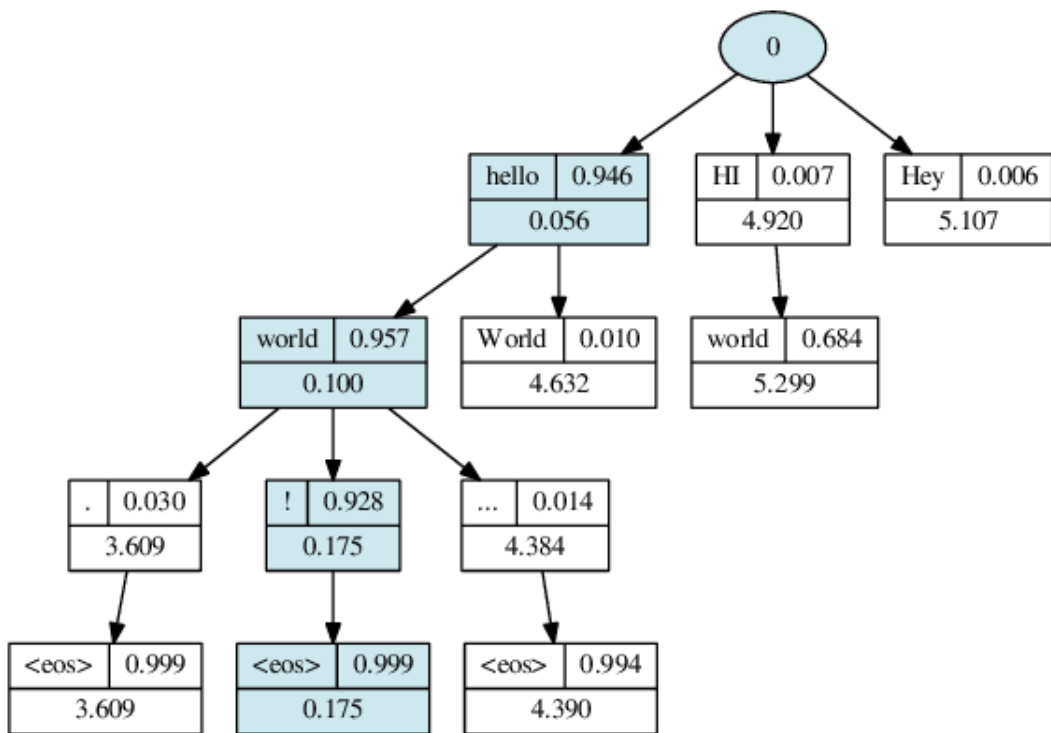 0
hello 0.946 HI 0.007 Hey 0.006
0.056 4.920 5.107
world 0.957 World 0.010 world 0.684
0.100 4.632 5.299
. 0.030 ! 0.928 ... 0.014
3.609 0.175 4.384
<eos> 0.999 <eos> 0.999 <eos> 0.994
3.609 0.175 4.390